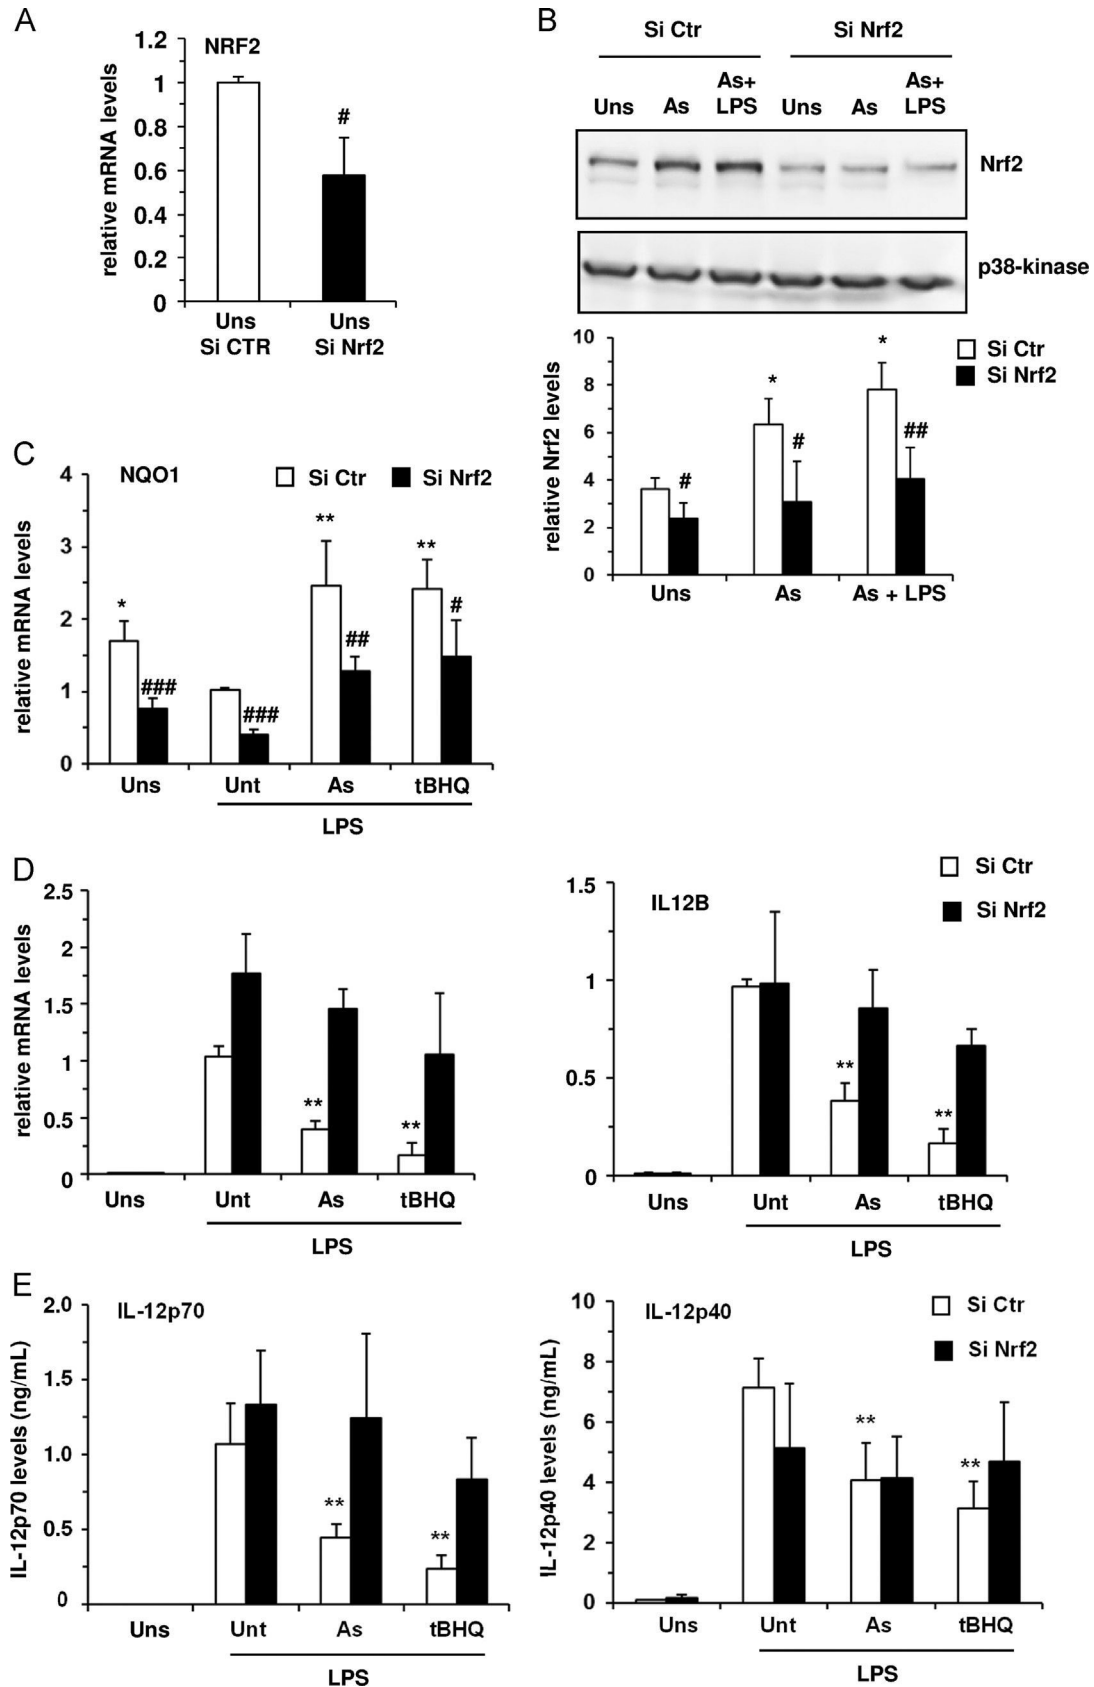 A
NRF2
relative mRNA levels
1.2
1
0.8
0.6
0.4
0.2
0
#
Uns
Si CTR
Uns
Si Nrf2
B
Si Ctr
Si Nrf2
Uns
As
As+
LPS
Uns
As
As+
LPS
Nrf2
p38-kinase
relative Nrf2 levels
10
8
6
4
2
0
Si Ctr
Si Nrf2
#
*
#
*
##
Uns
As
As + LPS
C
NQO1
Si Ctr
Si Nrf2
relative mRNA levels
4
3
2
1
0
*
###
###
**
##
**
#
Uns
Unt
As
tBHQ
LPS
D
relative mRNA levels
2.5
2
1.5
1
0.5
0
**
**
Uns
Unt
As
tBHQ
LPS
IL12B
Si Ctr
Si Nrf2
1.5
1
0.5
0
**
**
Uns
Unt
As
tBHQ
LPS
E
IL-12p70
IL-12p70 levels (ng/mL)
2.0
1.5
1.0
0.5
0
**
**
Uns
Unt
As
tBHQ
LPS
IL-12p40
Si Ctr
Si Nrf2
IL-12p40 levels (ng/mL)
10
8
6
4
2
0
**
**
Uns
Unt
As
tBHQ
LPS